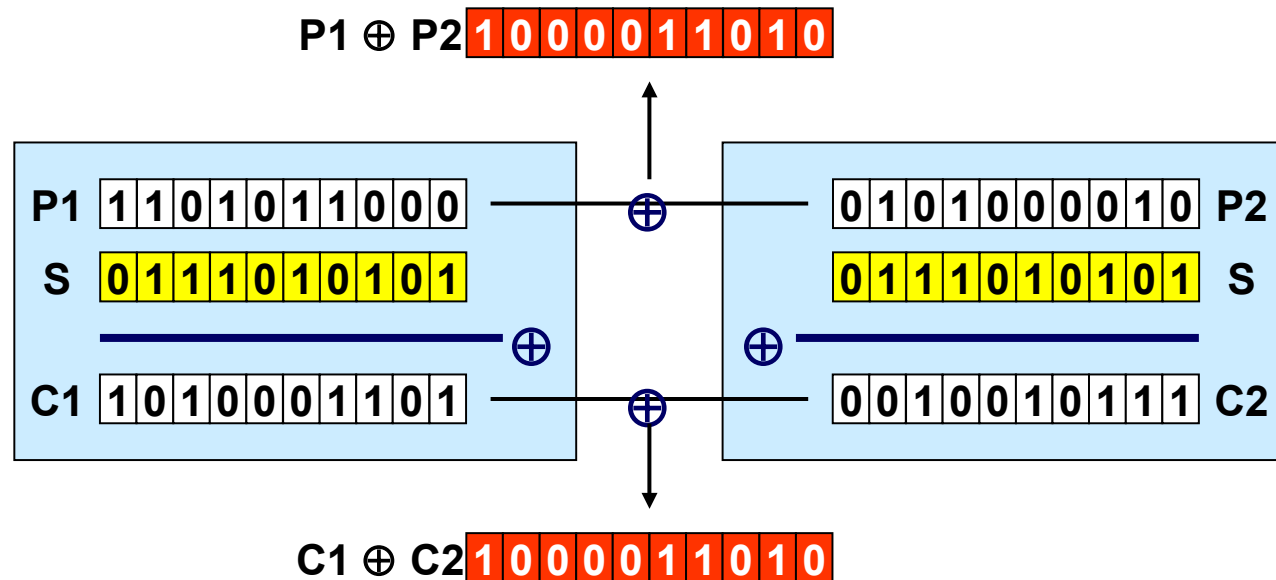 P1 ⊕ P2 1 0 0 0 0 1 1 0 1 0
P1 1 1 0 1 0 1 1 0 0 0
0 1 0 1 0 0 0 0 1 0 P2
S 0 1 1 1 0 1 0 1 0 1
0 1 1 1 0 1 0 1 0 1 S
C1 1 0 1 0 0 0 1 1 0 1
0 0 1 0 0 1 0 1 1 1 C2
C1 ⊕ C2 1 0 0 0 0 1 1 0 1 0